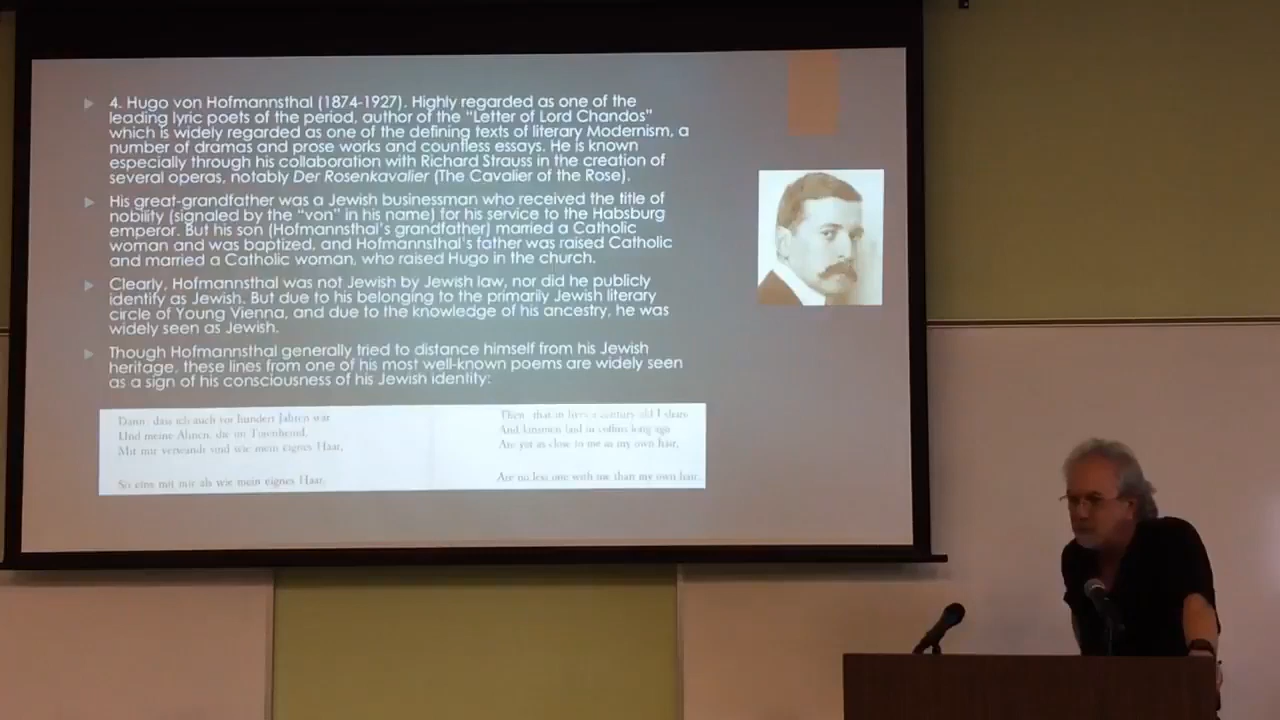 4. Hugo von Hofmannsthal (1874-1927). Highly regarded as one of the
leading lyric poets of the period, author of the "Letter of Lord Chandos"
which is widely regarded as one of the defining texts of literary Modernism, a
number of dramas and prose works and countless essays. He is known
especially through his collaboration with Richard Strauss in the creation of
several operas, notably Der Rosenkavalier (The Cavalier of the Rose).
His great-grandfather was a Jewish businessman who received the title of
nobility (signaled by the "von" in his name) for his service to the Habsburg
emperor. But his son (Hofmannsthal's grandfather) married a Catholic
woman and was baptized, and Hofmannsthal's father was raised Catholic
and married a Catholic woman, who raised Hugo in the church.
Clearly, Hofmannsthal was not Jewish by Jewish law, nor did he publicly
identify as Jewish. But due to his belonging to the primarily Jewish literary
circle of Young Vienna, and due to the knowledge of his ancestry, he was
widely seen as Jewish.
Though Hofmannsthal generally tried to distance himself from his Jewish
heritage, these lines from one of his most well-known poems are widely seen
as a sign of his consciousness of his Jewish identity:
Dann: dass ich auch vor hundert Jahren war
Und meine Ahnen, die im Totenhemd,
Mit mir verwandt sind wie mein eignes Haar,
So eins mit mir als wie mein eignes Haar.
Then: that in lives a century old I share
And kinsmen laid in coffins long ago
Are yet as close to me as my own hair,
Are no less one with me than my own hair.